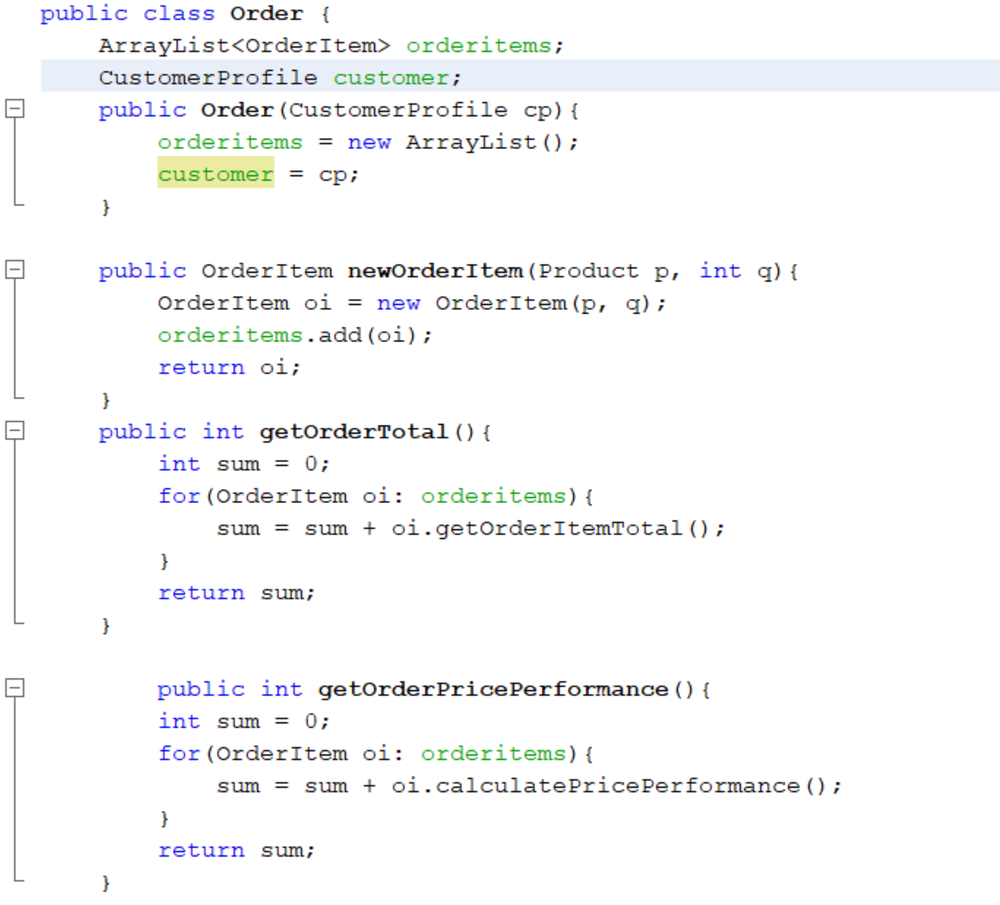 public class Order {
    ArrayList<OrderItem> orderitems;
    CustomerProfile customer;
    public Order(CustomerProfile cp){
        orderitems = new ArrayList();
        customer = cp;
    }

    public OrderItem newOrderItem(Product p, int q){
        OrderItem oi = new OrderItem(p, q);
        orderitems.add(oi);
        return oi;
    }
    public int getOrderTotal(){
        int sum = 0;
        for(OrderItem oi: orderitems){
            sum = sum + oi.getOrderItemTotal();
        }
        return sum;
    }

        public int getOrderPricePerformance(){
        int sum = 0;
        for(OrderItem oi: orderitems){
            sum = sum + oi.calculatePricePerformance();
        }
        return sum;
    }